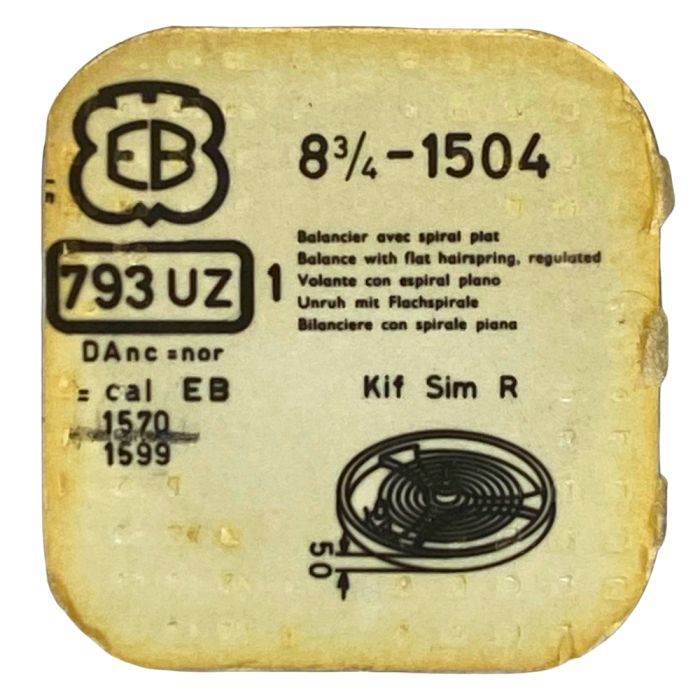 EB
8¾-1504
793 UZ
1
Balancier avec spiral plat
Balance with flat hairspring, regulated
Volante con espiral plano
Unruh mit Flachspirale
Bilanciere con spirale piana
DAnc = nor
= cal EB
1570
1599
Kif Sim R
50